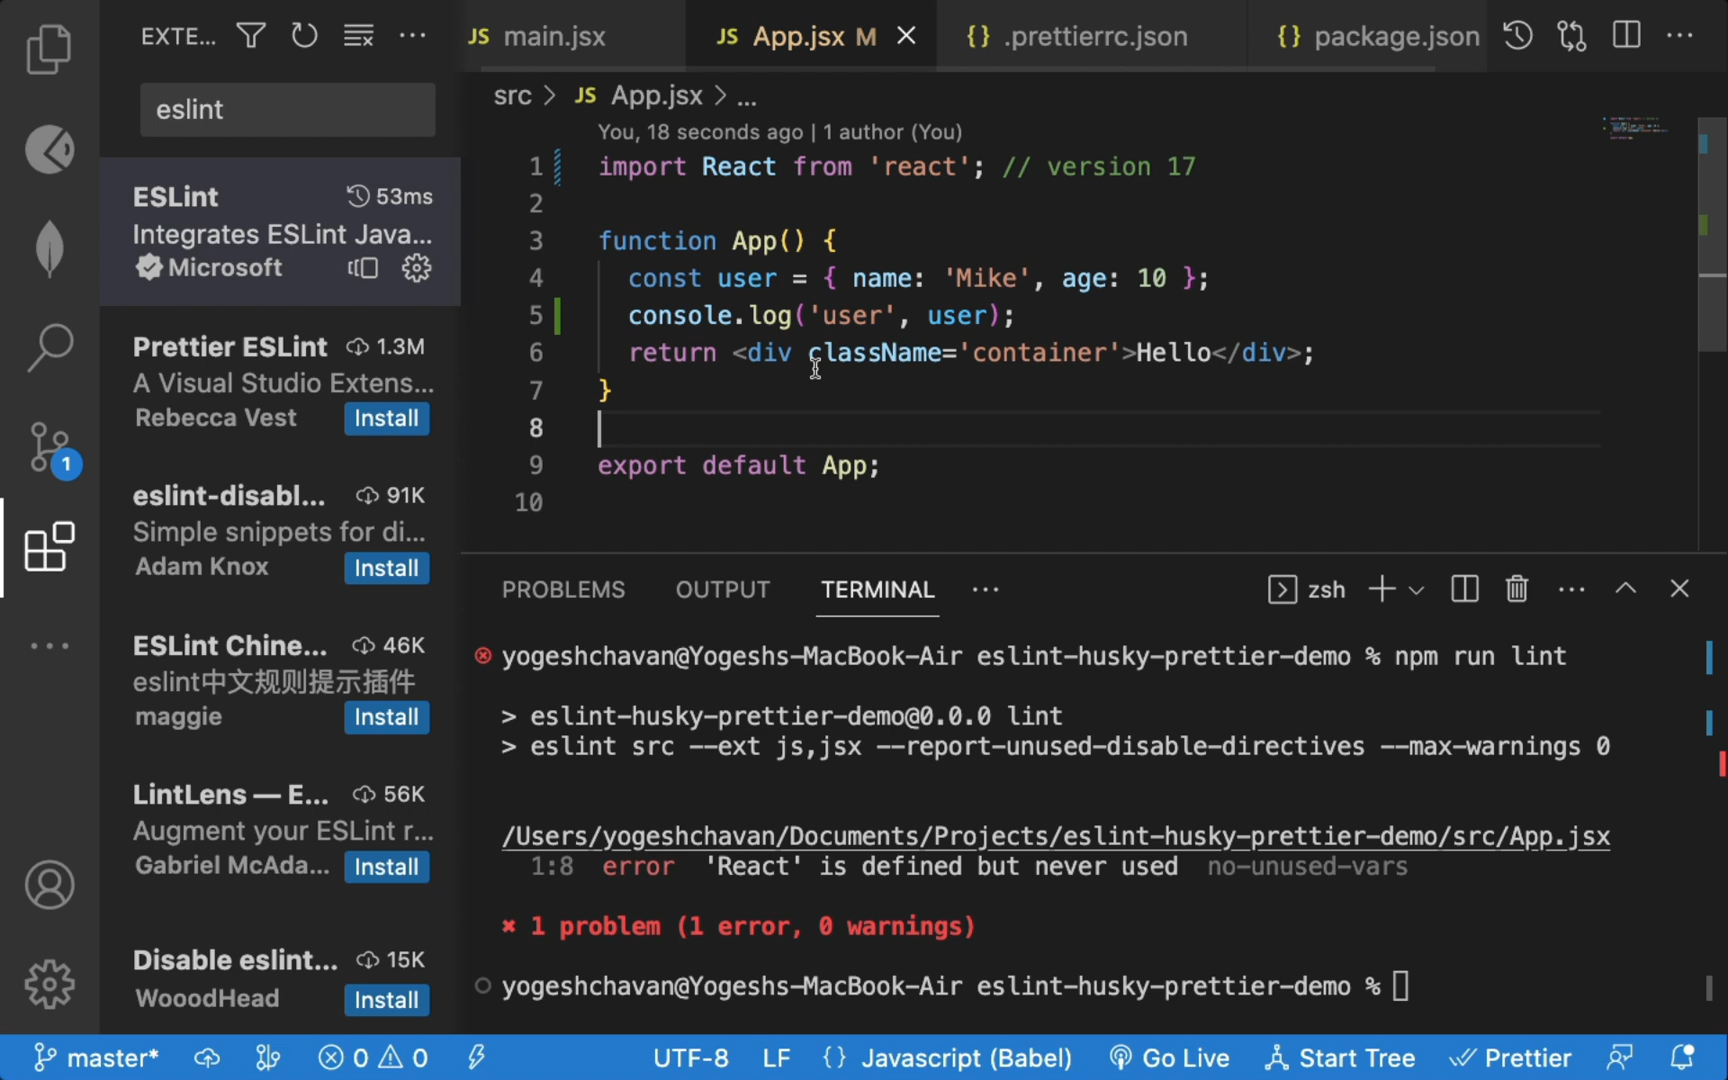 EXTE...
eslint
ESLint 53ms
Integrates ESLint Java...
Microsoft
Prettier ESLint 1.3M
A Visual Studio Extens...
Rebecca Vest Install
eslint-disabl... 91K
Simple snippets for di...
Adam Knox Install
ESLint Chine... 46K
eslint中文规则提示插件
maggie Install
LintLens — E... 56K
Augment your ESLint r...
Gabriel McAda... Install
Disable eslint... 15K
WooodHead Install
1
JS main.jsx JS App.jsx M {} .prettierrc.json {} package.json
src > JS App.jsx > ...
You, 18 seconds ago | 1 author (You)
1 import React from 'react'; // version 17
2
3 function App() {
4 const user = { name: 'Mike', age: 10 };
5 console.log('user', user);
6 return <div className='container'>Hello</div>;
7 }
8
9 export default App;
10
PROBLEMS OUTPUT TERMINAL ... zsh
yogeshchavan@Yogeshs-MacBook-Air eslint-husky-prettier-demo % npm run lint
> eslint-husky-prettier-demo@0.0.0 lint
> eslint src --ext js,jsx --report-unused-disable-directives --max-warnings 0
/Users/yogeshchavan/Documents/Projects/eslint-husky-prettier-demo/src/App.jsx
1:8 error 'React' is defined but never used no-unused-vars
✖ 1 problem (1 error, 0 warnings)
yogeshchavan@Yogeshs-MacBook-Air eslint-husky-prettier-demo %
master* 0 0 UTF-8 LF {} Javascript (Babel) Go Live Start Tree Prettier